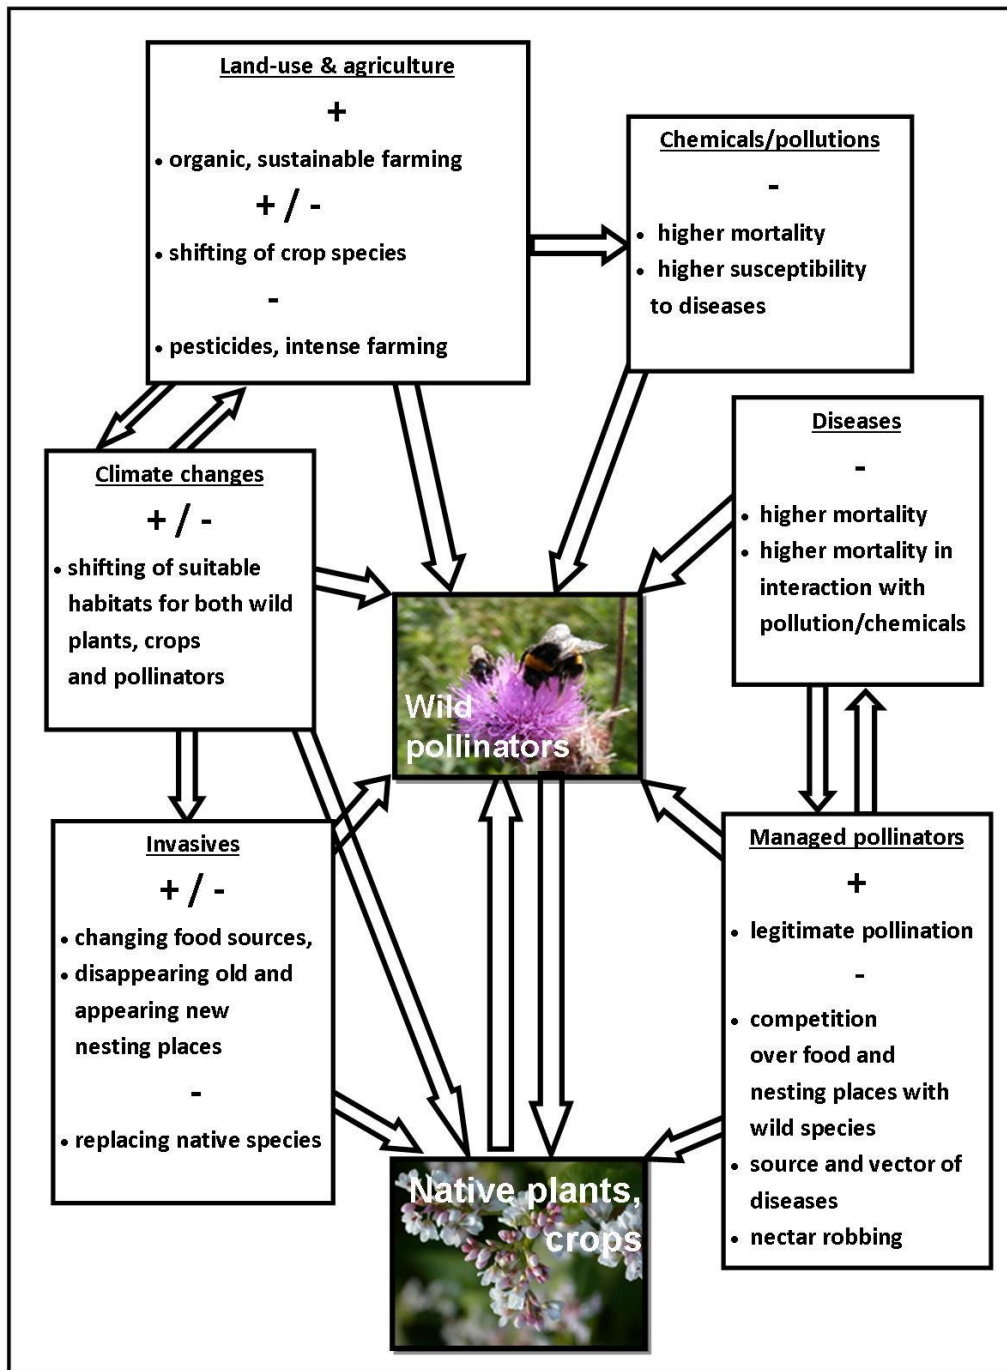 Land-use & agriculture
+
• organic, sustainable farming
+ / -
• shifting of crop species
-
• pesticides, intense farming
Chemicals/pollutions
-
• higher mortality
• higher susceptibility
to diseases
Diseases
-
• higher mortality
• higher mortality in
interaction with
pollution/chemicals
Climate changes
+ / -
• shifting of suitable
habitats for both wild
plants, crops
and pollinators
Wild
pollinators
Invasives
+ / -
• changing food sources,
• disappearing old and
appearing new
nesting places
-
• replacing native species
Managed pollinators
+
• legitimate pollination
-
• competition
over food and
nesting places with
wild species
• source and vector of
diseases
• nectar robbing
Native plants,
crops